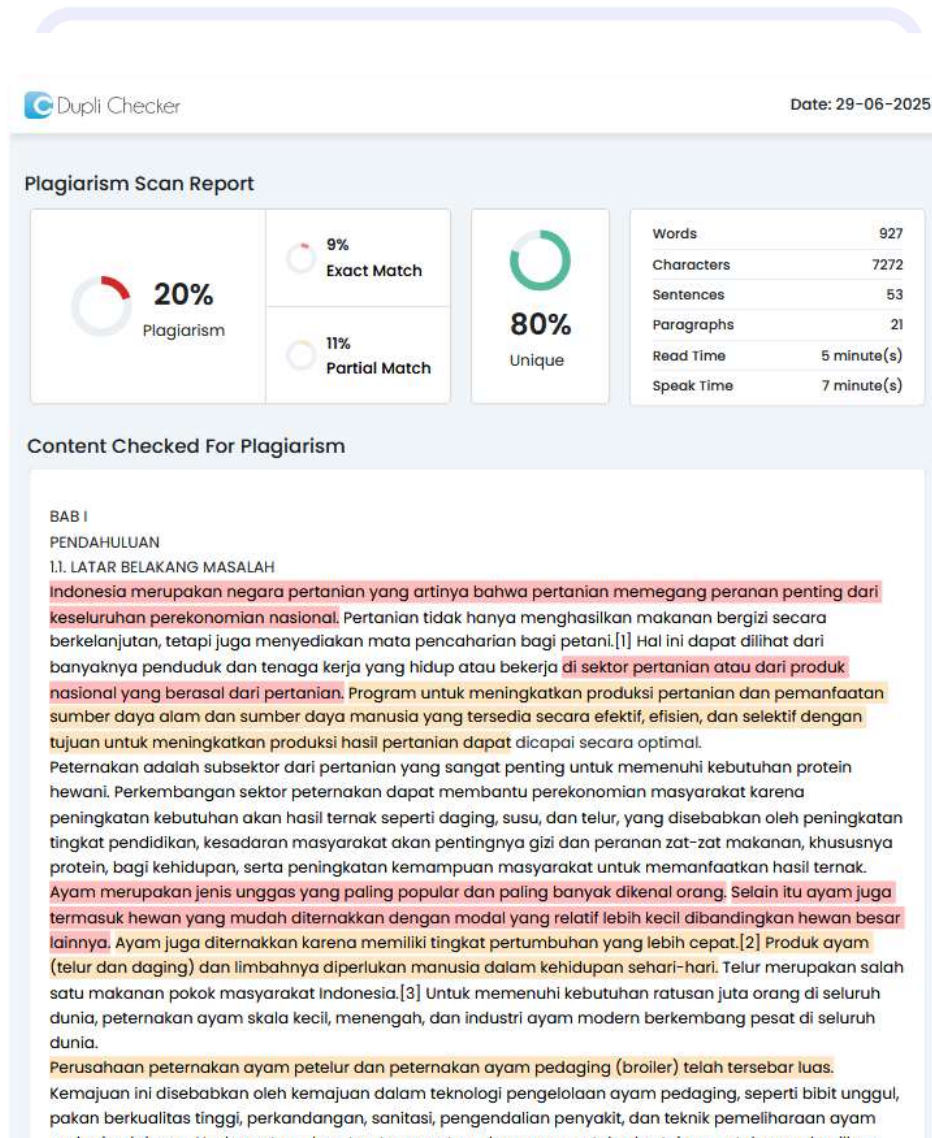 Dupli Checker
Date: 29-06-2025
Plagiarism Scan Report
20%
Plagiarism
9%
Exact Match
11%
Partial Match
80%
Unique
Words 927
Characters 7272
Sentences 53
Paragraphs 21
Read Time 5 minute(s)
Speak Time 7 minute(s)
Content Checked For Plagiarism
BAB I
PENDAHULUAN
1.1. LATAR BELAKANG MASALAH
Indonesia merupakan negara pertanian yang artinya bahwa pertanian memegang peranan penting dari
keseluruhan perekonomian nasional. Pertanian tidak hanya menghasilkan makanan bergizi secara
berkelanjutan, tetapi juga menyediakan mata pencaharian bagi petani.[1] Hal ini dapat dilihat dari
banyaknya penduduk dan tenaga kerja yang hidup atau bekerja di sektor pertanian atau dari produk
nasional yang berasal dari pertanian. Program untuk meningkatkan produksi pertanian dan pemanfaatan
sumber daya alam dan sumber daya manusia yang tersedia secara efektif, efisien, dan selektif dengan
tujuan untuk meningkatkan produksi hasil pertanian dapat dicapai secara optimal.
Peternakan adalah subsektor dari pertanian yang sangat penting untuk memenuhi kebutuhan protein
hewani. Perkembangan sektor peternakan dapat membantu perekonomian masyarakat karena
peningkatan kebutuhan akan hasil ternak seperti daging, susu, dan telur, yang disebabkan oleh peningkatan
tingkat pendidikan, kesadaran masyarakat akan pentingnya gizi dan peranan zat-zat makanan, khususnya
protein, bagi kehidupan, serta peningkatan kemampuan masyarakat untuk memanfaatkan hasil ternak.
Ayam merupakan jenis unggas yang paling popular dan paling banyak dikenal orang. Selain itu ayam juga
termasuk hewan yang mudah diternakkan dengan modal yang relatif lebih kecil dibandingkan hewan besar
lainnya. Ayam juga diternakkan karena memiliki tingkat pertumbuhan yang lebih cepat.[2] Produk ayam
(telur dan daging) dan limbahnya diperlukan manusia dalam kehidupan sehari-hari. Telur merupakan salah
satu makanan pokok masyarakat Indonesia.[3] Untuk memenuhi kebutuhan ratusan juta orang di seluruh
dunia, peternakan ayam skala kecil, menengah, dan industri ayam modern berkembang pesat di seluruh
dunia.
Perusahaan peternakan ayam petelur dan peternakan ayam pedaging (broiler) telah tersebar luas.
Kemajuan ini disebabkan oleh kemajuan dalam teknologi pengelolaan ayam pedaging, seperti bibit unggul,
pakan berkualitas tinggi, perkandangan, sanitasi, pengendalian penyakit, dan teknik pemeliharaan ayam